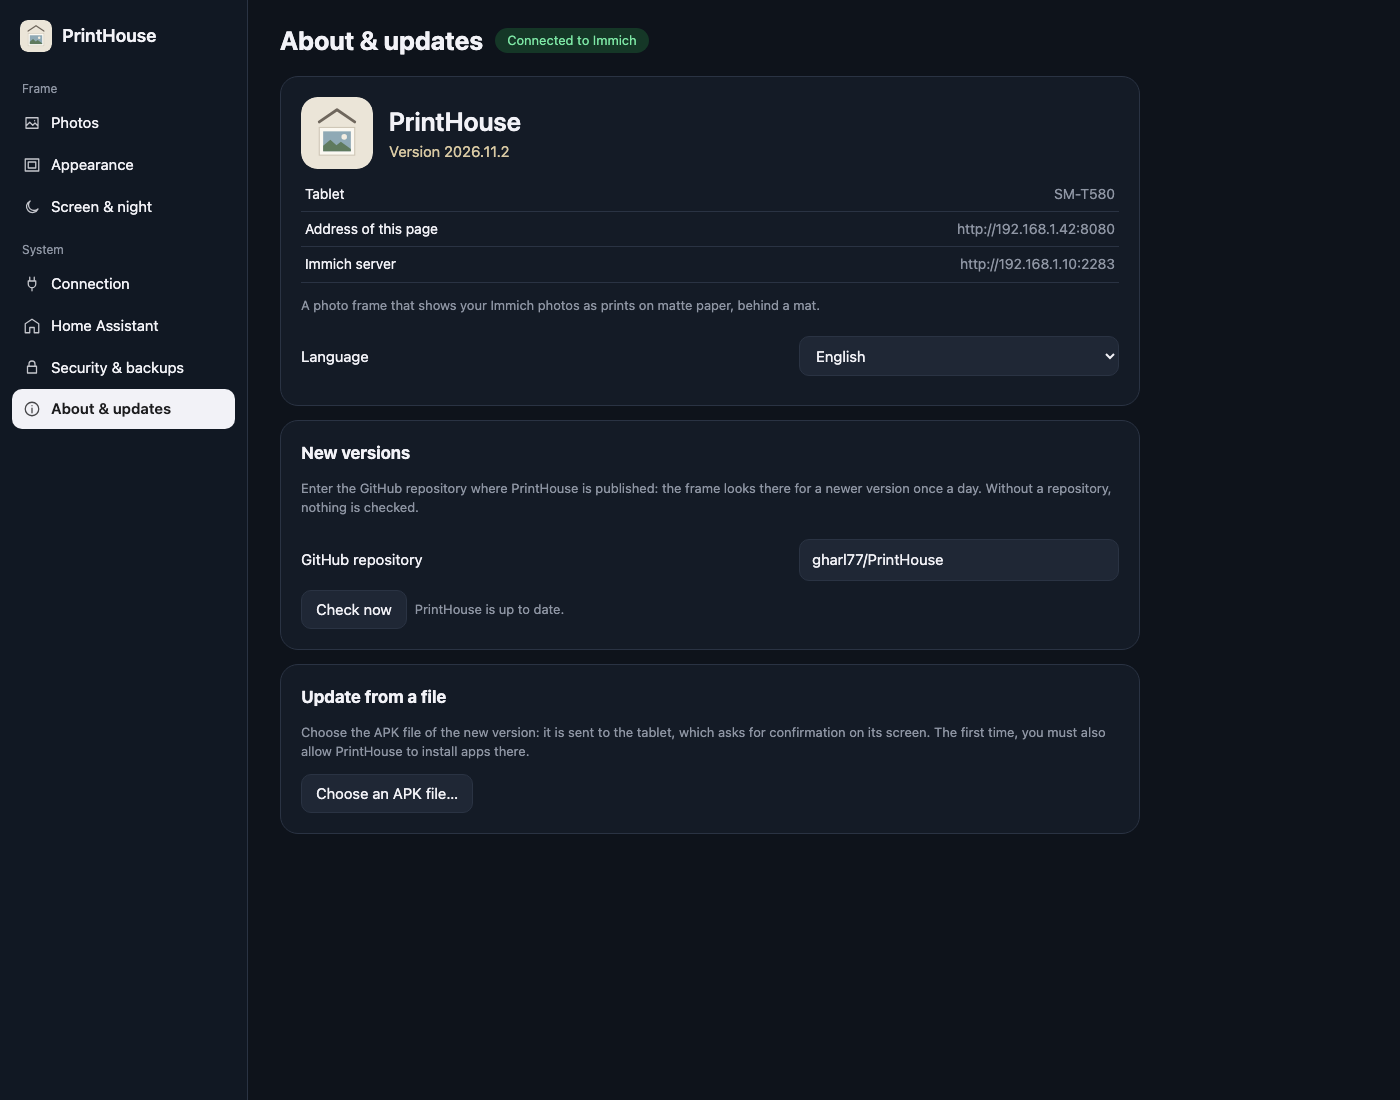 PrintHouse
Frame
Photos
Appearance
Screen & night
System
Connection
Home Assistant
Security & backups
About & updates
About & updates
Connected to Immich
PrintHouse
Version 2026.11.2
Tablet
SM-T580
Address of this page
http://192.168.1.42:8080
Immich server
http://192.168.1.10:2283
A photo frame that shows your Immich photos as prints on matte paper, behind a mat.
Language
English
New versions
Enter the GitHub repository where PrintHouse is published: the frame looks there for a newer version once a day. Without a repository,
nothing is checked.
GitHub repository
gharl77/PrintHouse
Check now
PrintHouse is up to date.
Update from a file
Choose the APK file of the new version: it is sent to the tablet, which asks for confirmation on its screen. The first time, you must also
allow PrintHouse to install apps there.
Choose an APK file...